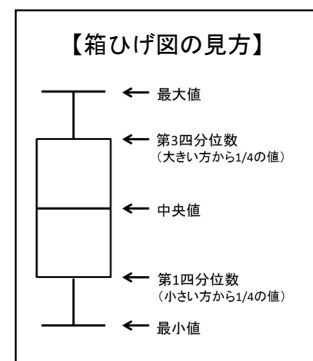 【箱ひげ図の見方】
最大値
第3四分位数
（大きい方から1/4の値）
中央値
第1四分位数
（小さい方から1/4の値）
最小値